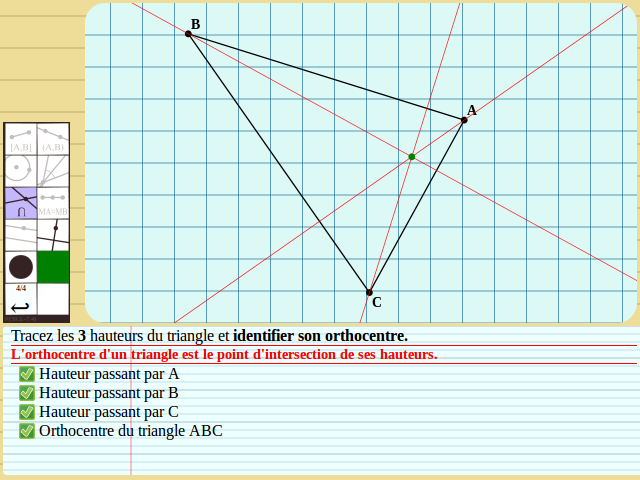 B
A
C
[A,B]
(A,B)
∩
MA=MB
4/4
Tracez les 3 hauteurs du triangle et identifier son orthocentre.
L'orthocentre d'un triangle est le point d'intersection de ses hauteurs.
Hauteur passant par A
Hauteur passant par B
Hauteur passant par C
Orthocentre du triangle ABC